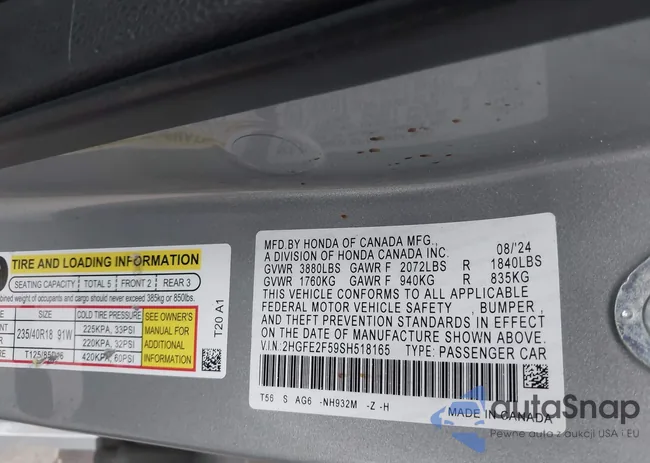 TIRE AND LOADING INFORMATION
SEATING CAPACITY TOTAL 5 FRONT 2 REAR 3
weight of occupants and cargo should never exceed 385kg or 850lbs.
SIZE COLD TIRE PRESSURE
235/40R18 91W
225KPA, 33PSI
220KPA, 32PSI
420KPA, 60PSI
SEE OWNER'S
MANUAL FOR
ADDITIONAL
INFORMATION
T20 A1
MFD.BY HONDA OF CANADA MFG., 08/'24
A DIVISION OF HONDA CANADA INC.
GVWR 3880LBS GAWR F 2072LBS R 1840LBS
GVWR 1760KG GAWR F 940KG R 835KG
THIS VEHICLE CONFORMS TO ALL APPLICABLE
FEDERAL MOTOR VEHICLE SAFETY , BUMPER ,
AND THEFT PREVENTION STANDARDS IN EFFECT
ON THE DATE OF MANUFACTURE SHOWN ABOVE.
V.I.N: 2HGFE2F59SH518165 TYPE: PASSENGER CAR
T56 S AG6 -NH932M -Z -H
MADE IN CANADA
autoSnap
Pewne auto z aukcji USA i EU